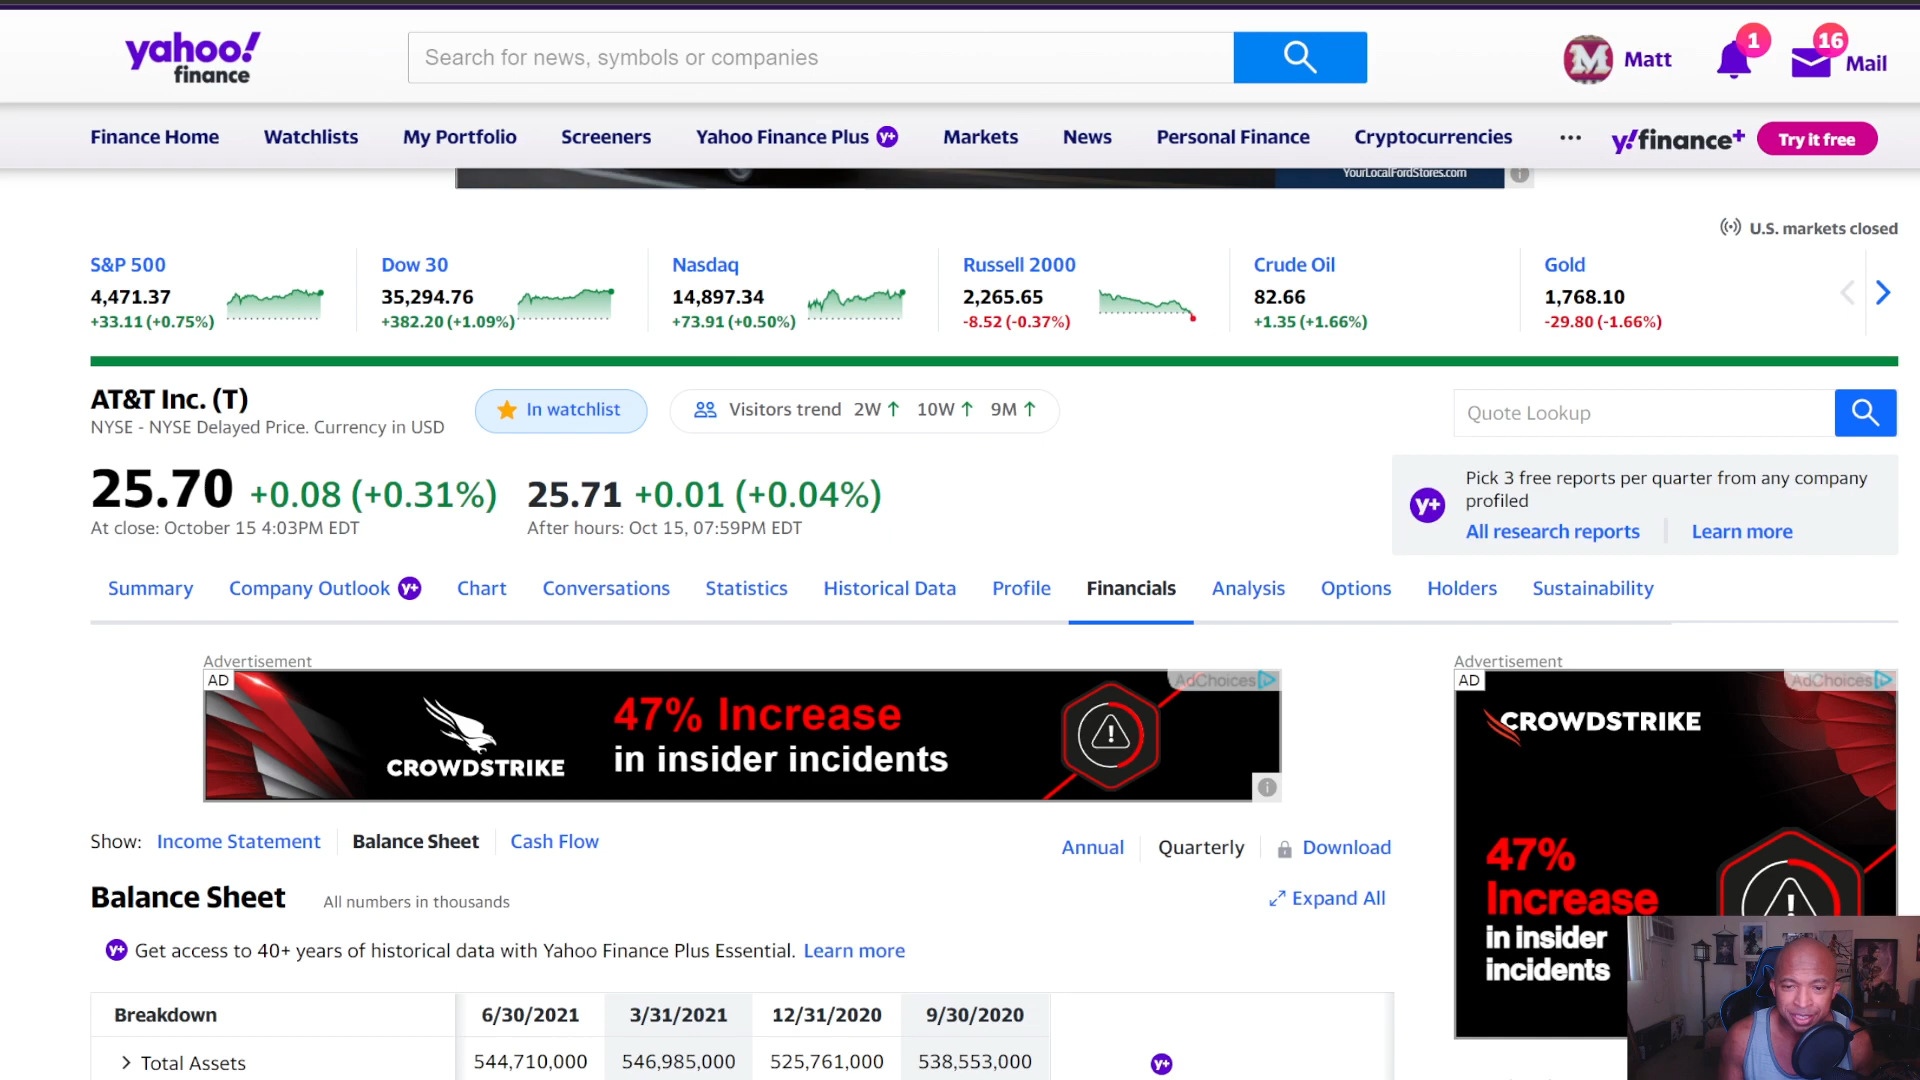 yahoo!
finance
Search for news, symbols or companies
M
Matt
1
16
Mail
Finance Home
Watchlists
My Portfolio
Screeners
Yahoo Finance Plus y+
Markets
News
Personal Finance
Cryptocurrencies
...
y!finance+
Try it free
YourLocalFordStores.com
U.S. markets closed
S&P 500
4,471.37
+33.11 (+0.75%)
Dow 30
35,294.76
+382.20 (+1.09%)
Nasdaq
14,897.34
+73.91 (+0.50%)
Russell 2000
2,265.65
-8.52 (-0.37%)
Crude Oil
82.66
+1.35 (+1.66%)
Gold
1,768.10
-29.80 (-1.66%)
AT&T Inc. (T)
NYSE - NYSE Delayed Price. Currency in USD
In watchlist
Visitors trend 2W↑ 10W↑ 9M↑
Quote Lookup
25.70 +0.08 (+0.31%)
At close: October 15 4:03PM EDT
25.71 +0.01 (+0.04%)
After hours: Oct 15, 07:59PM EDT
y+
Pick 3 free reports per quarter from any company
profiled
All research reports
Learn more
Summary
Company Outlook y+
Chart
Conversations
Statistics
Historical Data
Profile
Financials
Analysis
Options
Holders
Sustainability
Advertisement
AD
AdChoices
CROWDSTRIKE
47% Increase
in insider incidents
Advertisement
AD
AdChoices
CROWDSTRIKE
47%
Increase
in insider
incidents
Show: Income Statement Balance Sheet Cash Flow
Annual Quarterly Download
Balance Sheet
All numbers in thousands
Expand All
y+ Get access to 40+ years of historical data with Yahoo Finance Plus Essential. Learn more
Breakdown 6/30/2021 3/31/2021 12/31/2020 9/30/2020
Total Assets 544,710,000 546,985,000 525,761,000 538,553,000 y+